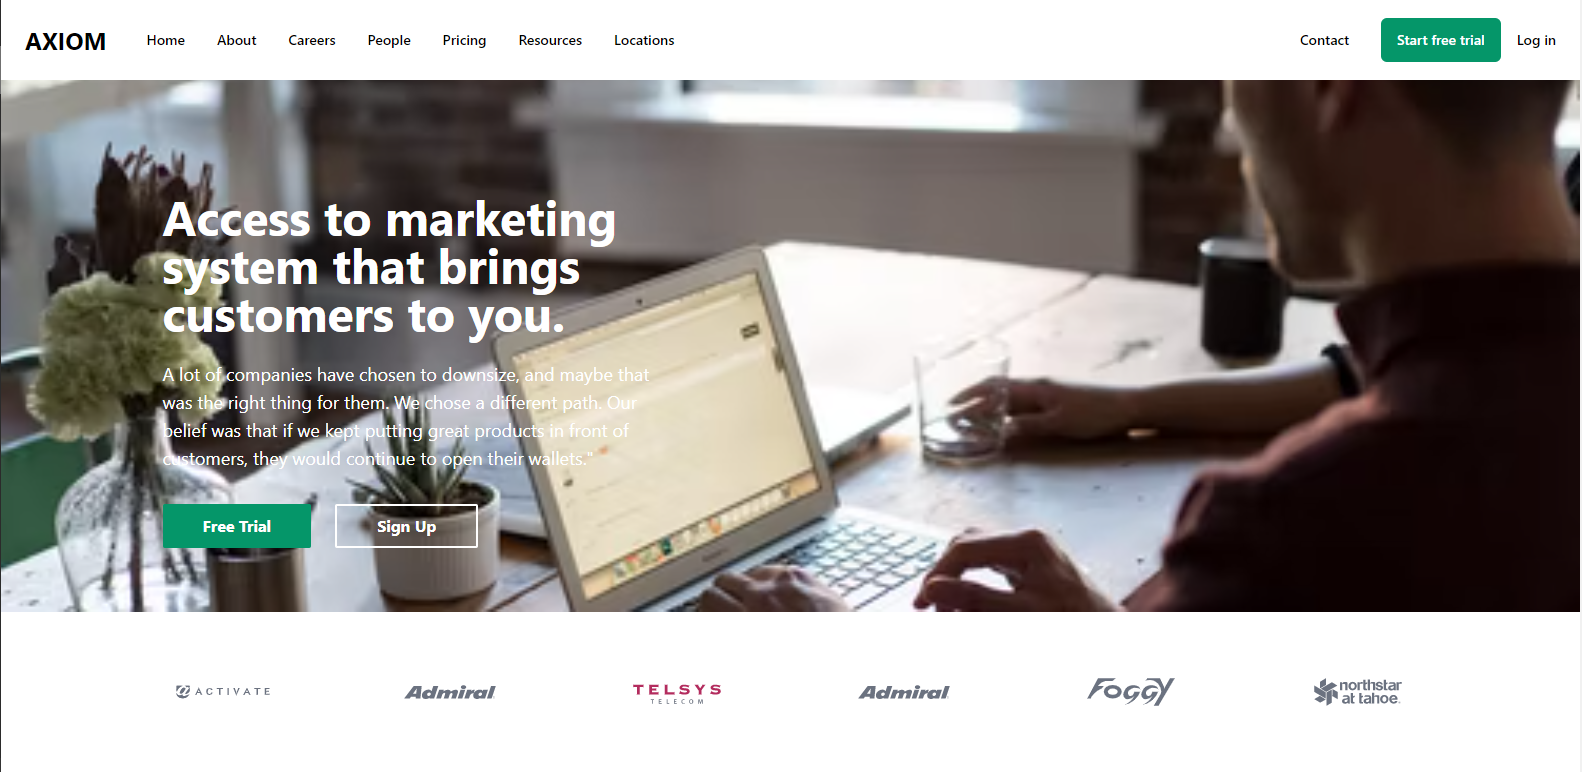 AXIOM Home About Careers People Pricing Resources Locations Contact Start free trial Log in
Access to marketing
system that brings
customers to you.
A lot of companies have chosen to downsize, and maybe that
was the right thing for them. We chose a different path. Our
belief was that if we kept putting great products in front of
customers, they would continue to open their wallets."
Free Trial Sign Up
ACTIVATE Admiral TELSYS TELECOM Admiral FOGGY northstar at tahoe